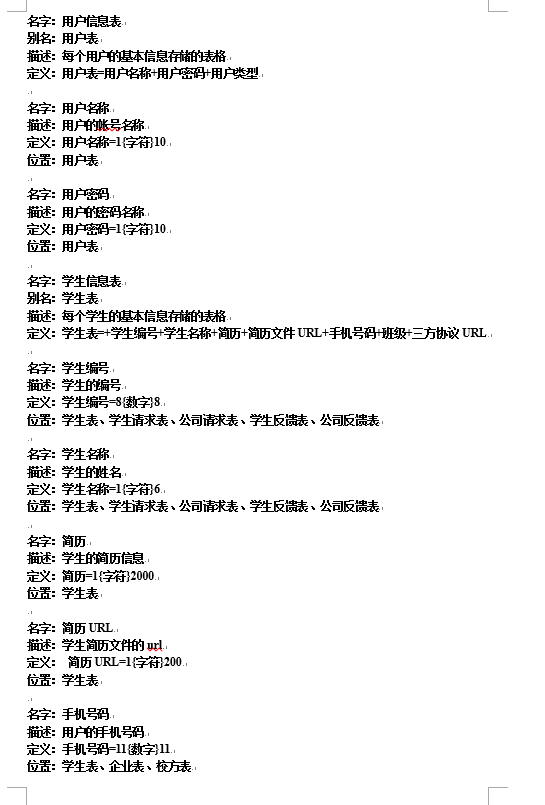 名字：用户信息表
别名：用户表
描述：每个用户的基本信息存储的表格
定义：用户表=用户名称+用户密码+用户类型
名字：用户名称
描述：用户的帐号名称
定义：用户名称=1{字符}10
位置：用户表
名字：用户密码
描述：用户的密码名称
定义：用户密码=1{字符}10
位置：用户表
名字：学生信息表
别名：学生表
描述：每个学生的基本信息存储的表格
定义：学生表=+学生编号+学生名称+简历+简历文件 URL+手机号码+班级+三方协议 URL
名字：学生编号
描述：学生的编号
定义：学生编号=8{数字}8
位置：学生表、学生请求表、公司请求表、学生反馈表、公司反馈表
名字：学生名称
描述：学生的姓名
定义：学生名称=1{字符}6
位置：学生表、学生请求表、公司请求表、学生反馈表、公司反馈表
名字：简历
描述：学生的简历信息
定义：简历=1{字符}2000
位置：学生表
名字：简历 URL
描述：学生简历文件的 url
定义： 简历 URL=1{字符}200
位置：学生表
名字：手机号码
描述：用户的手机号码
定义：手机号码=11{数字}11
位置：学生表、企业表、校方表